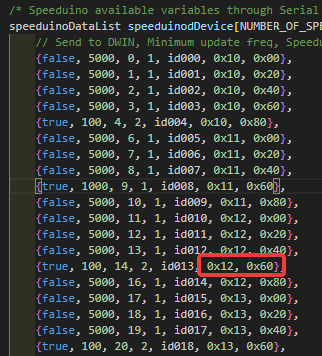 /* Speeduino available variables through Serial
speeduinoDataList speeduinodDevice[NUMBER_OF_SPE
// Send to DWIN, Minimum update freq, Speedu
{false, 5000, 0, 1, id000, 0x10, 0x00},
{false, 5000, 1, 1, id001, 0x10, 0x20},
{false, 5000, 2, 1, id002, 0x10, 0x40},
{false, 5000, 3, 1, id003, 0x10, 0x60},
{true, 100, 4, 2, id004, 0x10, 0x80},
{false, 5000, 6, 1, id005, 0x11, 0x00},
{false, 5000, 7, 1, id006, 0x11, 0x20},
{false, 5000, 8, 1, id007, 0x11, 0x40},
{true, 1000, 9, 1, id008, 0x11, 0x60},
{false, 5000, 10, 1, id009, 0x11, 0x80},
{false, 5000, 11, 1, id010, 0x12, 0x00},
{false, 5000, 12, 1, id011, 0x12, 0x20},
{false, 5000, 13, 1, id012, 0x12, 0x40},
{true, 100, 14, 2, id013, 0x12, 0x60},
{false, 5000, 16, 1, id014, 0x12, 0x80},
{false, 5000, 17, 1, id015, 0x13, 0x00},
{false, 5000, 18, 1, id016, 0x13, 0x20},
{false, 5000, 19, 1, id017, 0x13, 0x40},
{true, 100, 20, 2, id018, 0x13, 0x60},